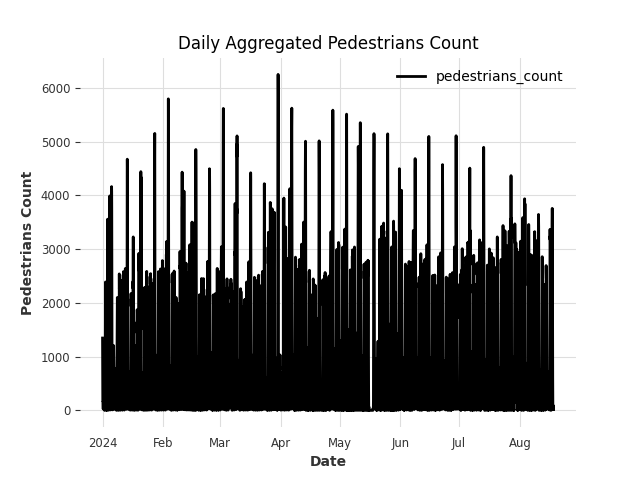 Daily Aggregated Pedestrians Count
pedestrians_count
Pedestrians Count
6000
5000
4000
3000
2000
1000
0
2024 Feb Mar Apr May Jun Jul Aug
Date